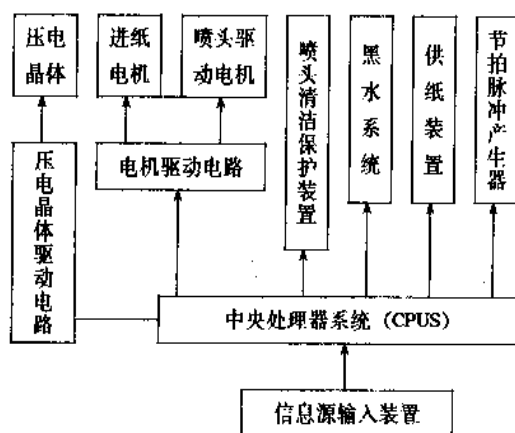 压电
晶体
进纸
电机
喷头驱
动电机
喷头清洁保护装置
黑水系统
供纸装置
节拍脉冲产生器
压电晶体驱动电路
电机驱动电路
中央处理器系统 (CPUS)
信息源输入装置